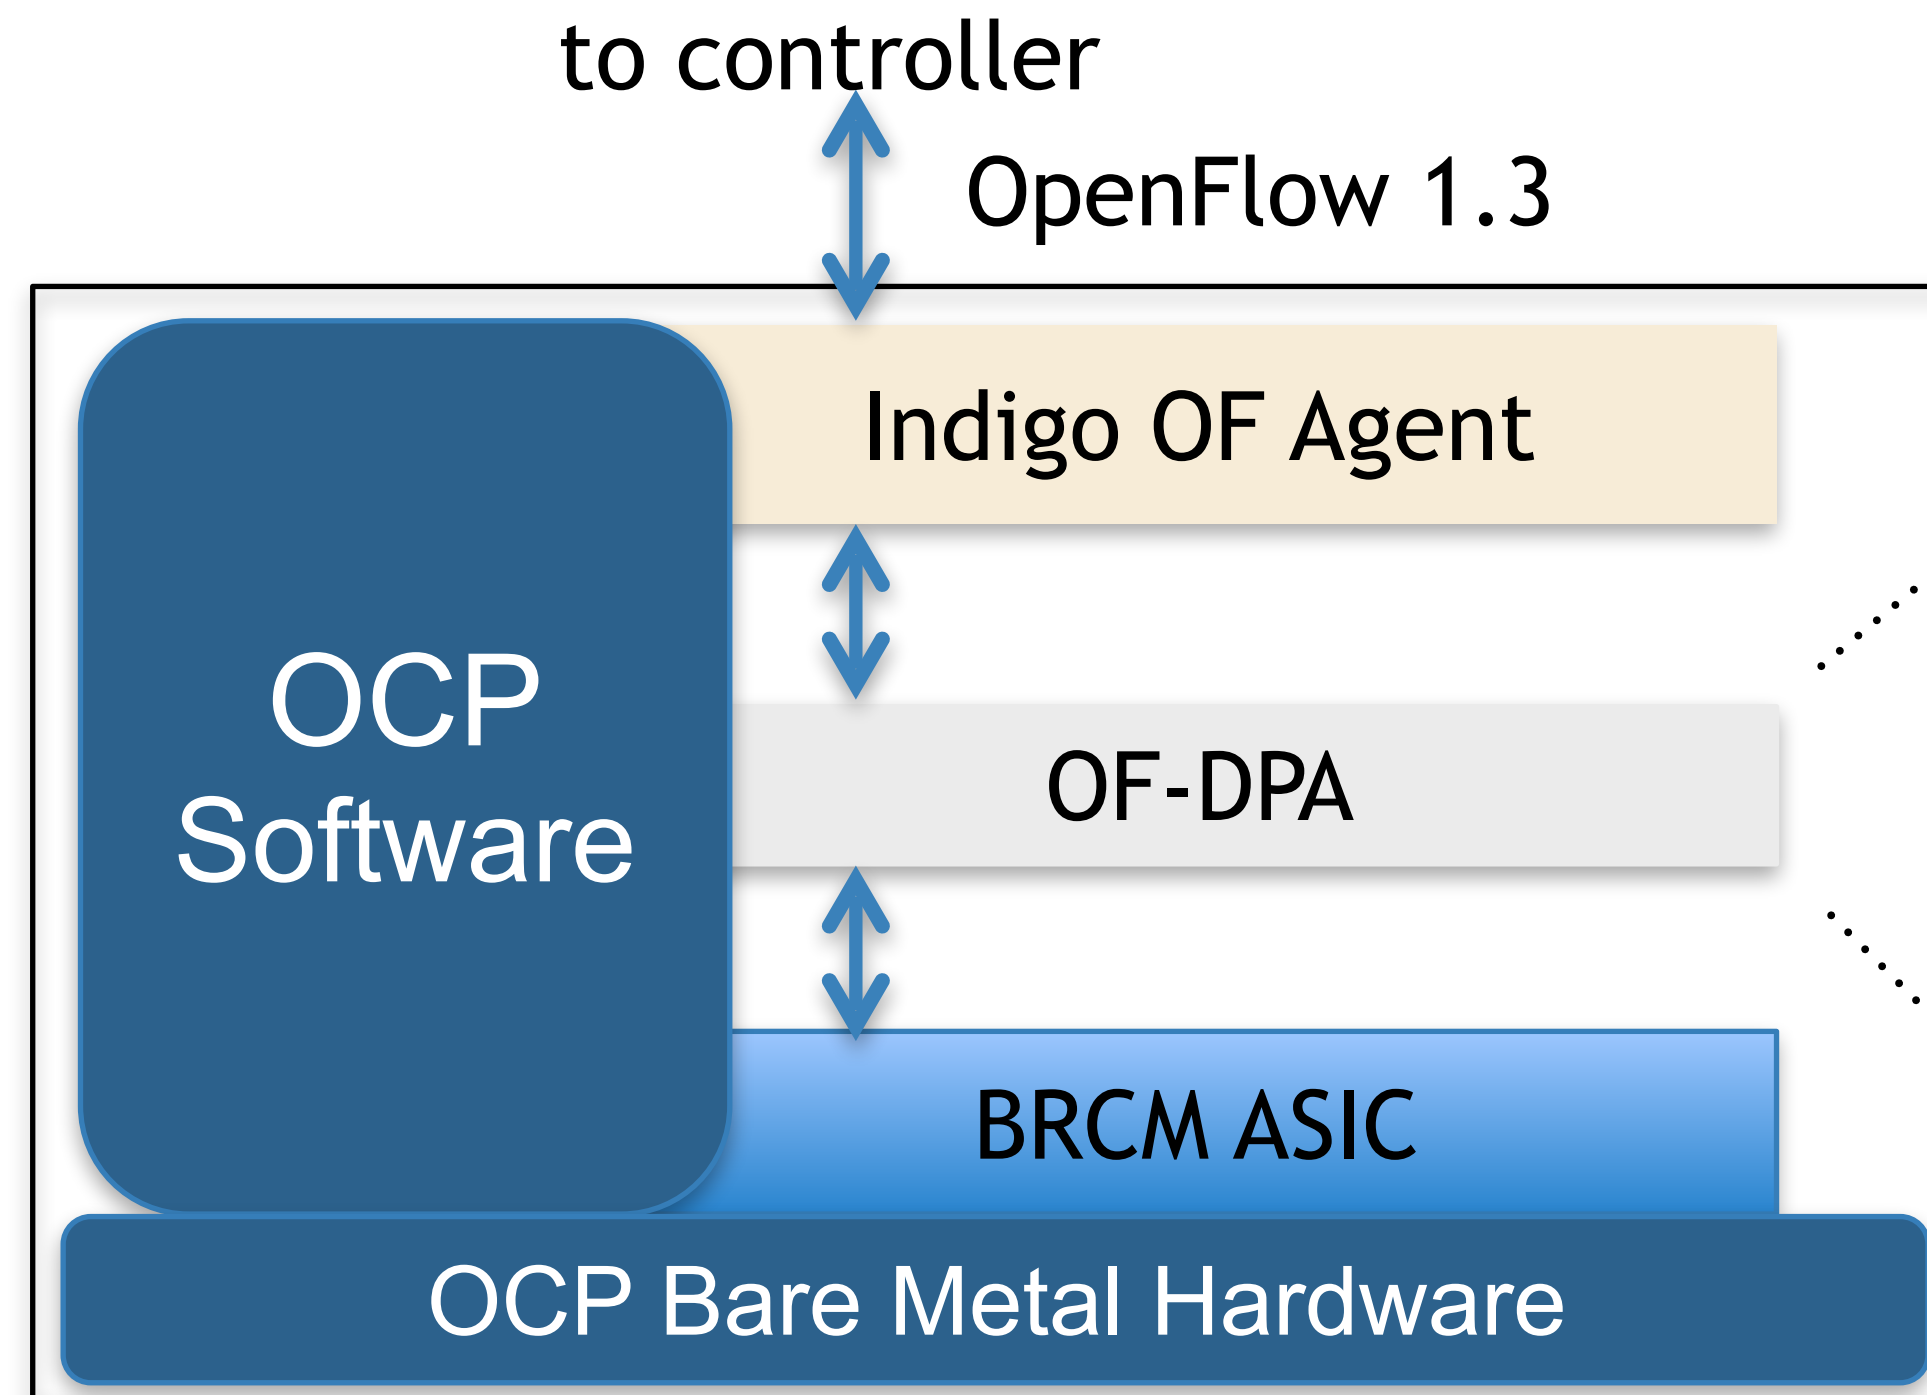 to controller
OpenFlow 1.3
Indigo OF Agent
OCP
Software
OF-DPA
BRCM ASIC
OCP Bare Metal Hardware